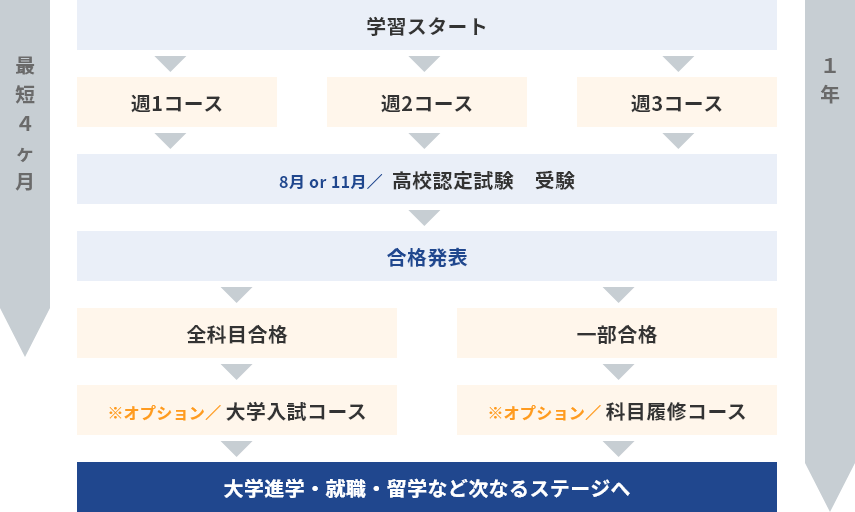 学習スタート
最短4ヶ月
1年
週1コース
週2コース
週3コース
8月 or 11月／ 高校認定試験　受験
合格発表
全科目合格
一部合格
※オプション／ 大学入試コース
※オプション／ 科目履修コース
大学進学・就職・留学など次なるステージへ